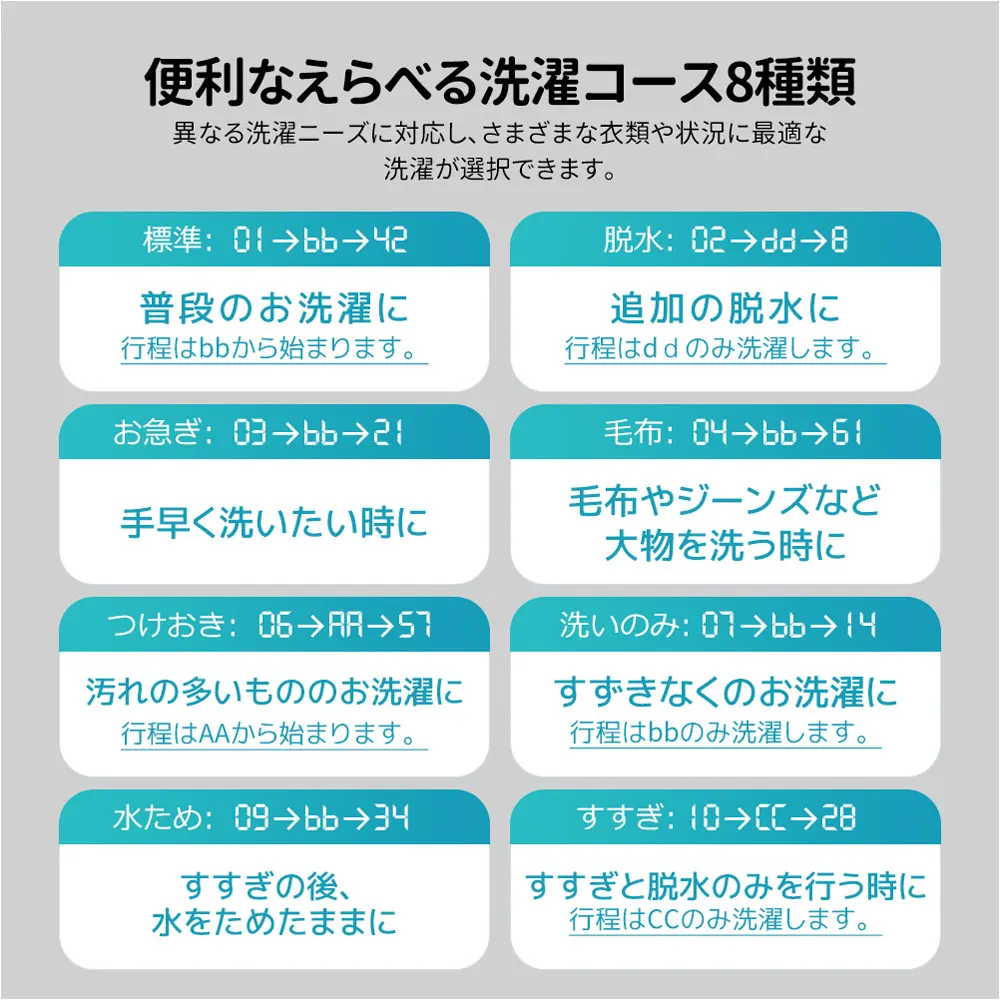 便利なえらべる洗濯コース8種類
異なる洗濯ニーズに対応し、さまざまな衣類や状況に最適な
洗濯が選択できます。
標準: 01→bb→42
普段のお洗濯に
行程はbbから始まります。
脱水: 02→dd→8
追加の脱水に
行程はｄｄのみ洗濯します。
お急ぎ: 03→bb→21
手早く洗いたい時に
毛布: 04→bb→61
毛布やジーンズなど
大物を洗う時に
つけおき: 06→AA→57
汚れの多いもののお洗濯に
行程はAAから始まります。
洗いのみ: 07→bb→14
すずきなくのお洗濯に
行程はbbのみ洗濯します。
水ため: 09→bb→34
すすぎの後、
水をためたままに
すすぎ: 10→CC→28
すすぎと脱水のみを行う時に
行程はCCのみ洗濯します。